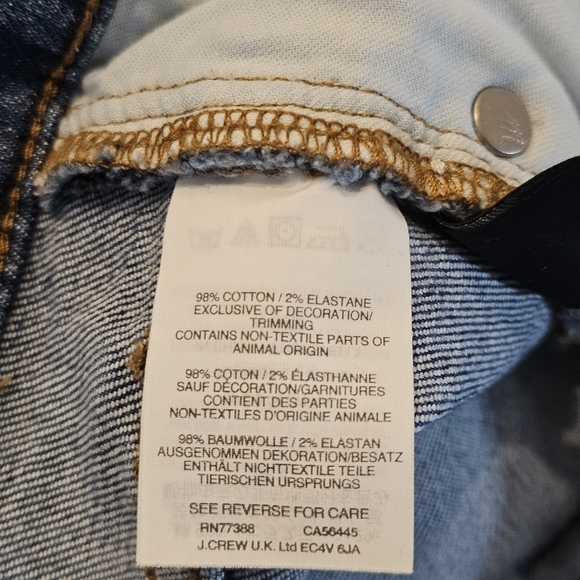 98% COTTON / 2% ELASTANE
EXCLUSIVE OF DECORATION/
TRIMMING
CONTAINS NON-TEXTILE PARTS OF
ANIMAL ORIGIN
98% COTON / 2% ÉLASTHANNE
SAUF DÉCORATION/GARNITURES
CONTIENT DES PARTIES
NON-TEXTILES D'ORIGINE ANIMALE
98% BAUMWOLLE / 2% ELASTAN
AUSGENOMMEN DEKORATION/BESATZ
ENTHÄLT NICHTTEXTILE TEILE
TIERISCHEN URSPRUNGS
SEE REVERSE FOR CARE
RN77388 CA56445
J.CREW U.K. Ltd EC4V 6JA